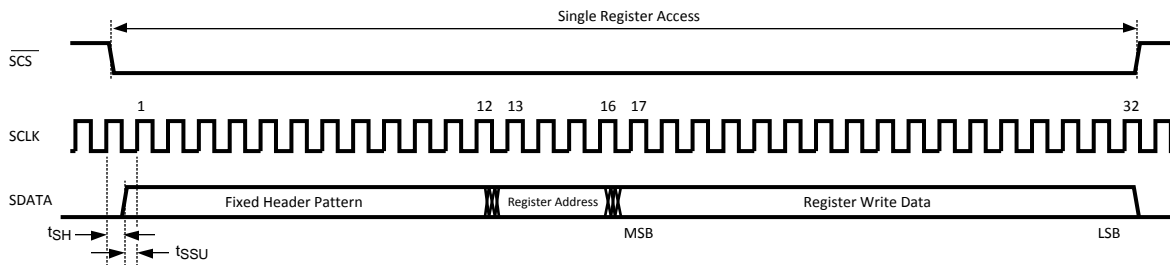 Single Register Access
SCS
1 12 13 16 17 32
SCLK
SDATA Fixed Header Pattern Register Address Register Write Data
tSH MSB LSB
tSSU